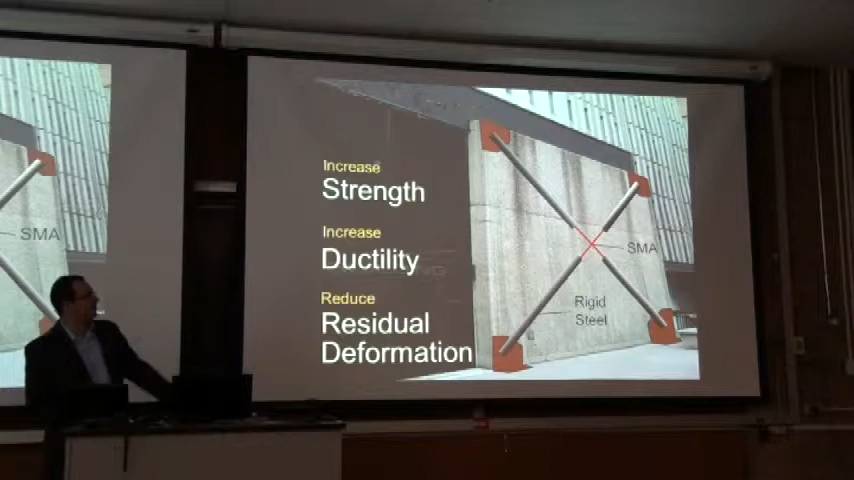 SMA
Increase
Strength
Increase
Ductility
Reduce
Residual
Deformation
SMA
Rigid
Steel